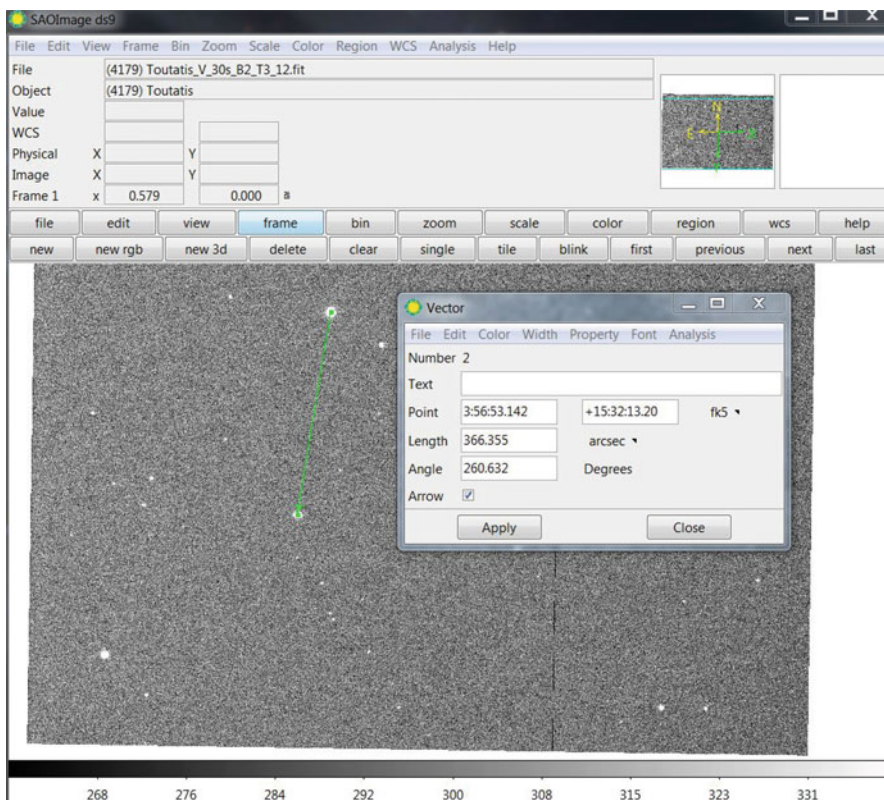 SAOImage ds9
File Edit View Frame Bin Zoom Scale Color Region WCS Analysis Help
File (4179) Toutatis_V_30s_B2_T3_12.fit
Object (4179) Toutatis
Value
WCS
Physical X Y
Image X Y
Frame 1 x 0.579 0.000 a
N
E
file edit view frame bin zoom scale color region wcs help
new new rgb new 3d delete clear single tile blink first previous next last
Vector
File Edit Color Width Property Font Analysis
Number 2
Text
Point 3:56:53.142 +15:32:13.20 fk5
Length 366.355 arcsec
Angle 260.632 Degrees
Arrow
Apply Close
268 276 284 292 300 308 315 323 331